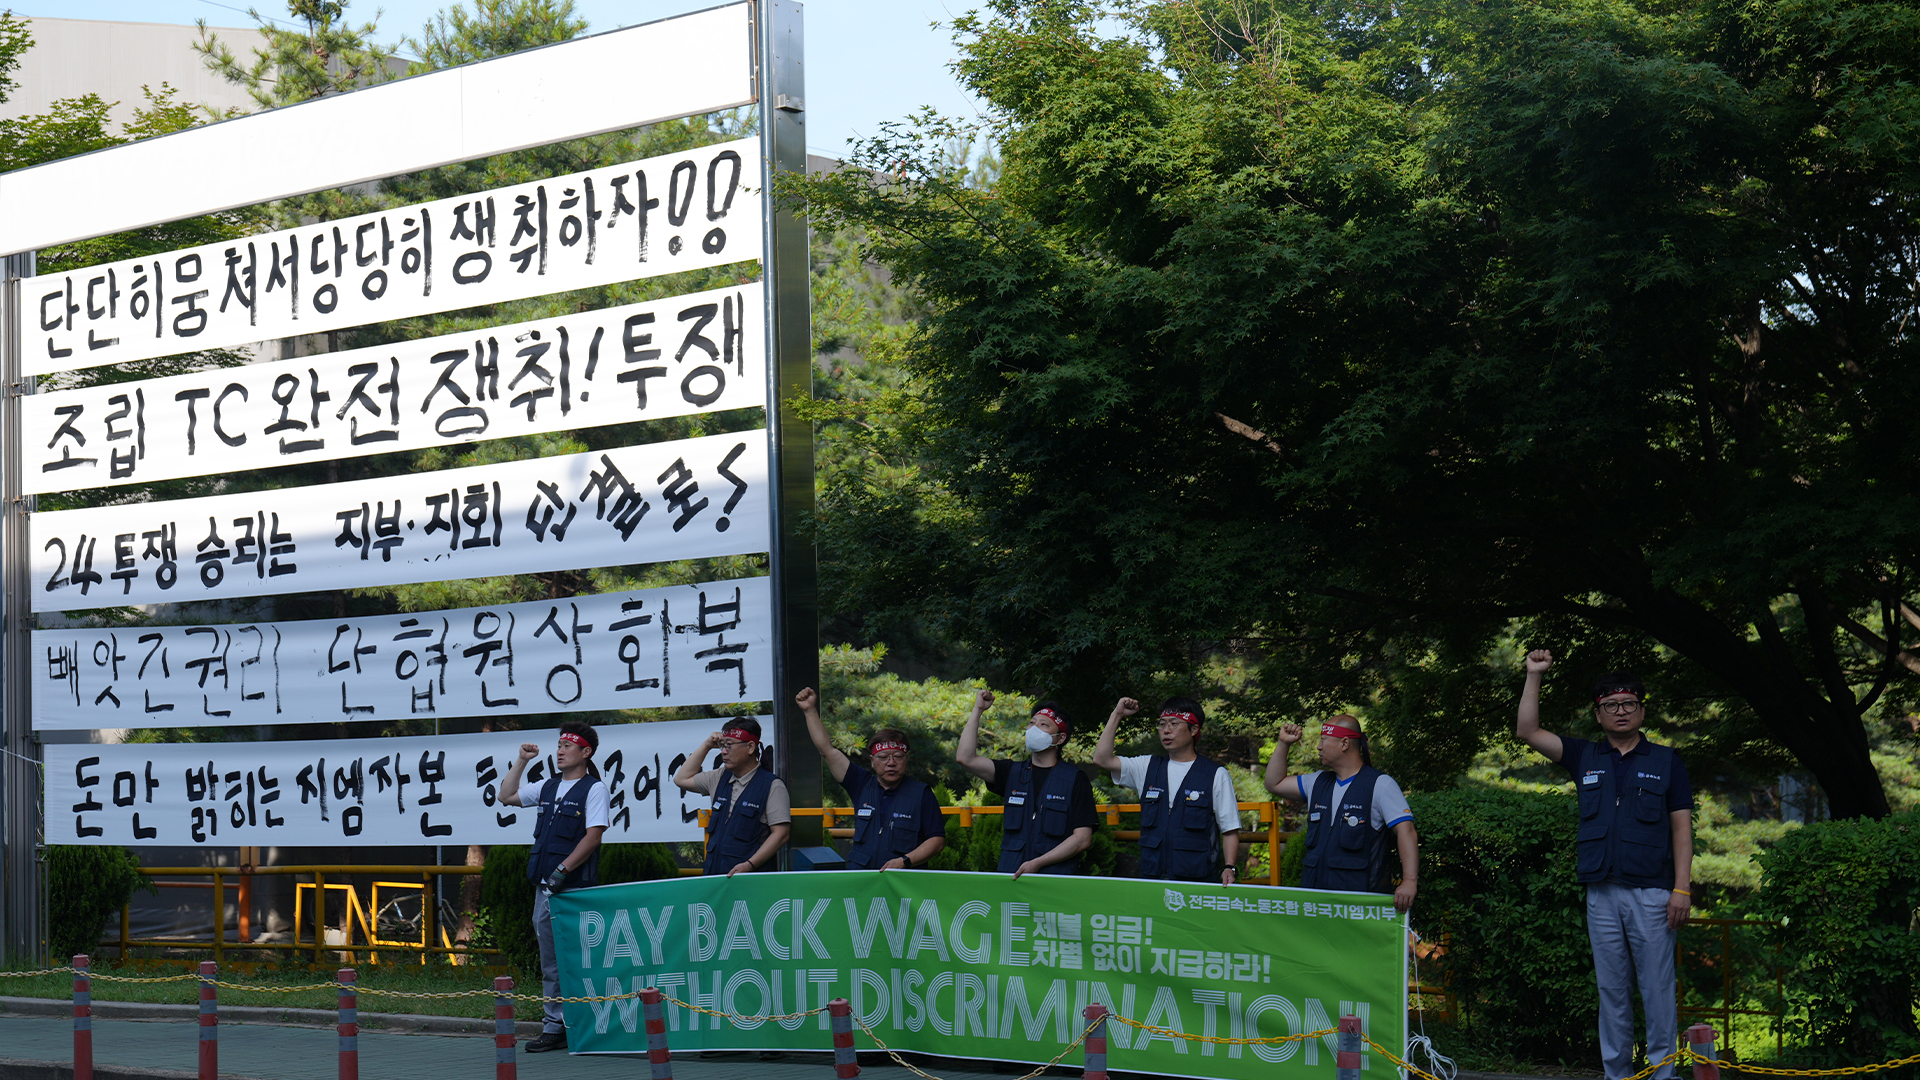 단단히뭉쳐서당당히쟁취하자!!
조립 TC 완전쟁취! 투쟁
24투쟁 승리는 지부·지회 수결로!
빼앗긴권리 단협원상회복
돈만 밝히는 지엠자본
PAY BACK WAGE
WITHOUT DISCRIMINATION!
체불 임금!
차별 없이 지급하라!
전국금속노동조합 한국지엠지부